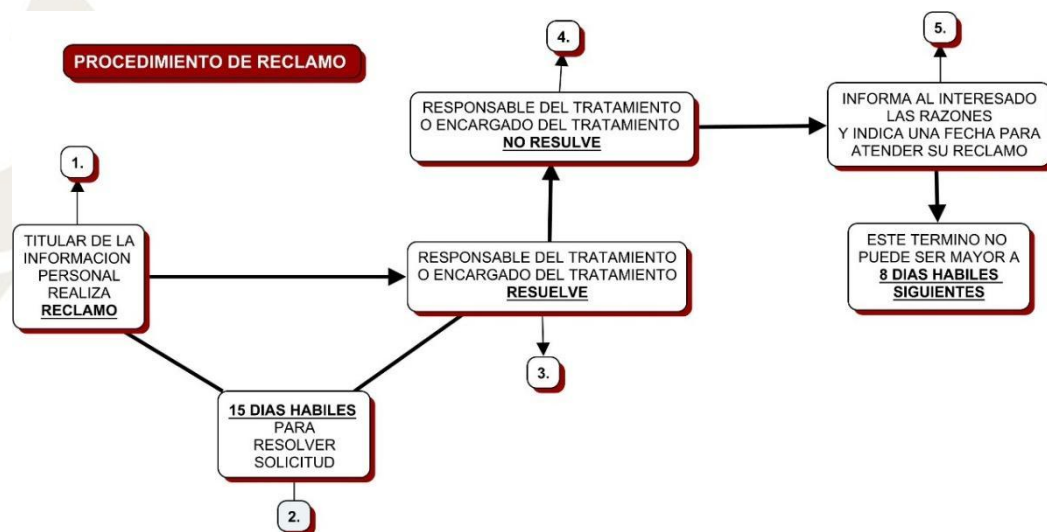 PROCEDIMIENTO DE RECLAMO
1.
TITULAR DE LA
INFORMACION
PERSONAL
REALIZA
RECLAMO
15 DIAS HABILES
PARA
RESOLVER
SOLICITUD
2.
RESPONSABLE DEL TRATAMIENTO
O ENCARGADO DEL TRATAMIENTO
RESUELVE
3.
4.
RESPONSABLE DEL TRATAMIENTO
O ENCARGADO DEL TRATAMIENTO
NO RESULVE
5.
INFORMA AL INTERESADO
LAS RAZONES
Y INDICA UNA FECHA PARA
ATENDER SU RECLAMO
ESTE TERMINO NO
PUEDE SER MAYOR A
8 DIAS HABILES
SIGUIENTES